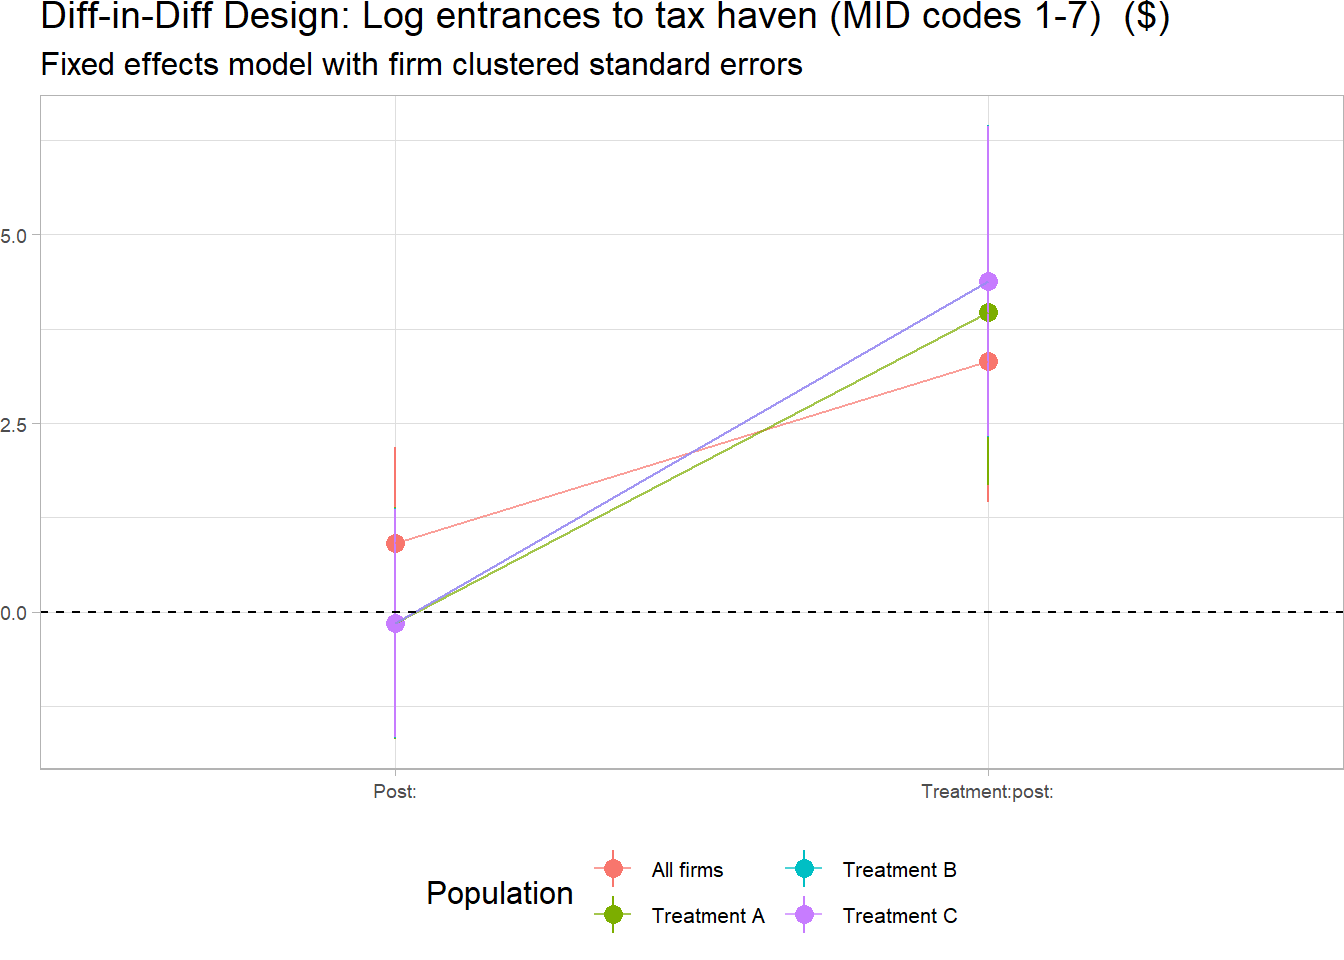 Diff-in-Diff Design: Log entrances to tax haven (MID codes 1-7)  ($)
Fixed effects model with firm clustered standard errors
5.0
2.5
0.0
Post:
Treatment:post:
Population
All firms
Treatment B
Treatment A
Treatment C